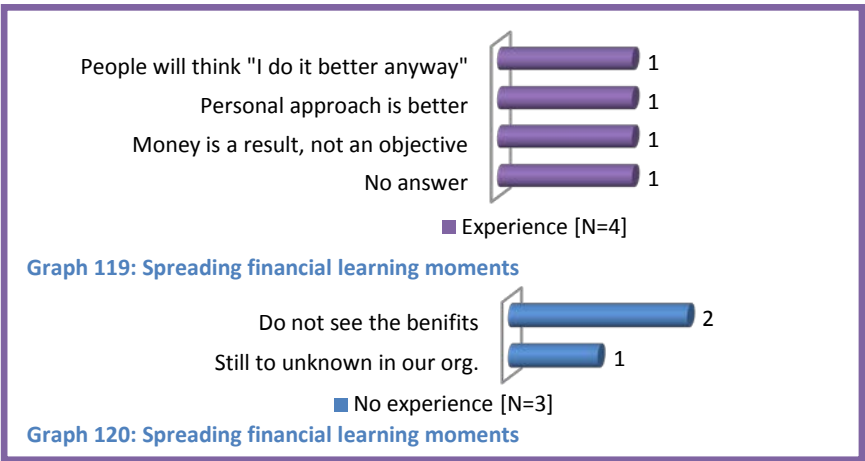 People will think "I do it better anyway" 1
Personal approach is better 1
Money is a result, not an objective 1
No answer 1
Experience [N=4]
Graph 119: Spreading financial learning moments
Do not see the benifits 2
Still to unknown in our org. 1
No experience [N=3]
Graph 120: Spreading financial learning moments